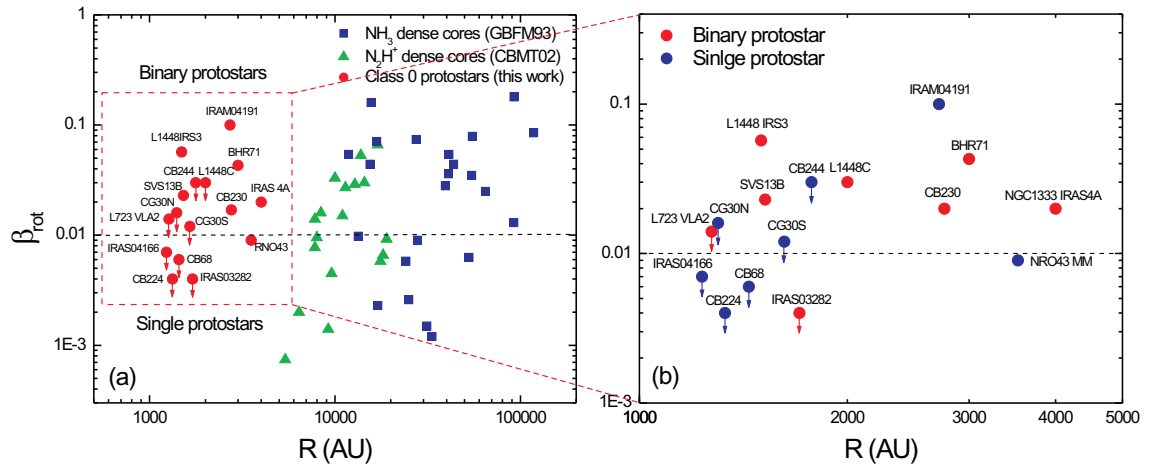 NH3 dense cores (GBFM93)
N2H+ dense cores (CBMT02)
Class 0 protostars (this work)
Binary protostars
IRAM04191
L1448IRS3
BHR71
CB244 L1448C
SVS13B
IRAS 4A
CG30N
CB230
L723 VLA2
CG30S
RNO43
IRAS04166
CB68
CB224
IRAS03282
Single protostars
(a)
1
0.1
0.01
1E-3
βrot
1000
10000
100000
R (AU)
Binary protostar
Sinlge protostar
IRAM04191
L1448 IRS3
BHR71
CB244
L1448C
SVS13B
CB230
NGC1333 IRAS4A
CG30N
L723 VLA2
CG30S
IRAS04166
CB68
NRO43 MM
CB224
IRAS03282
(b)
0.1
0.01
1E-3
1000
2000
3000
4000
5000
R (AU)